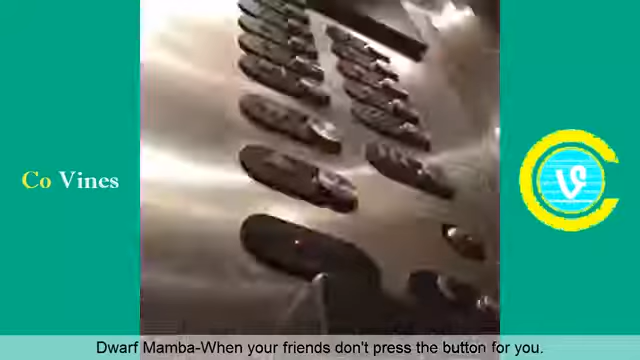 Co Vines
Dwarf Mamba-When your friends don't press the button for you.